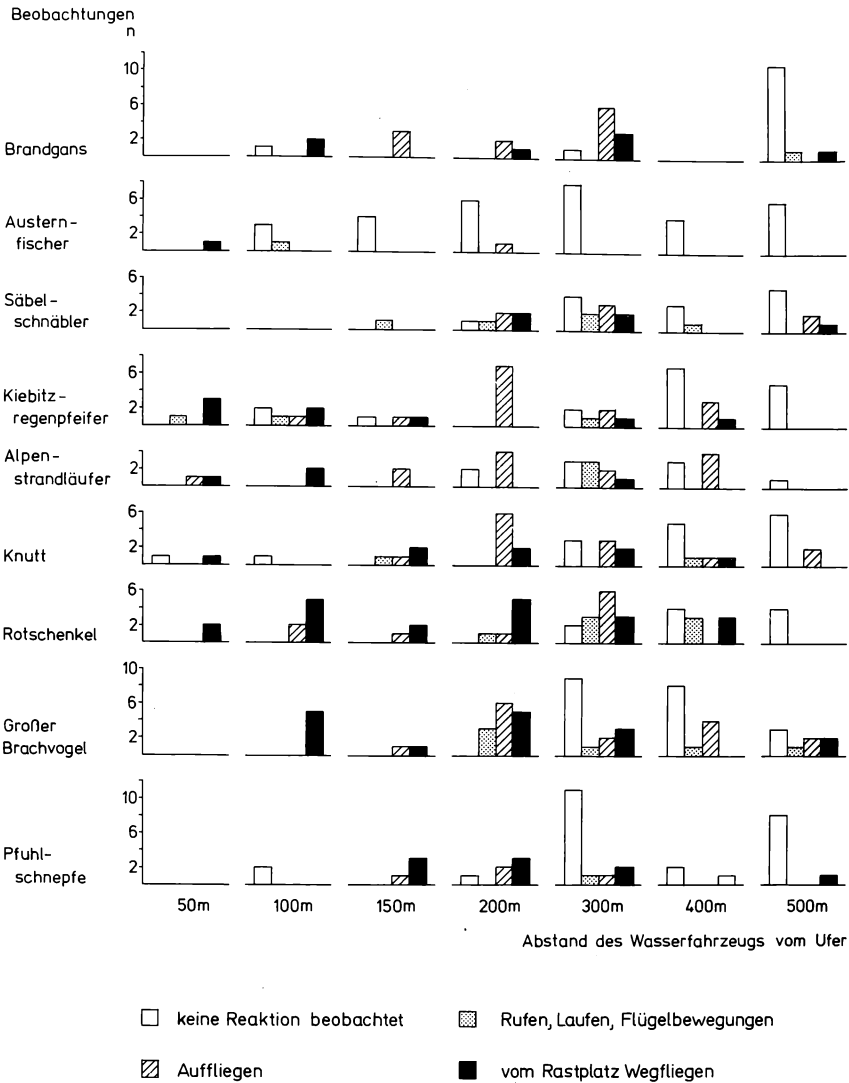 Beobachtungen
n
10
6
2
Brandgans
6
2
Austern-
fischer
6
2
Säbel-
schnäbler
6
2
Kiebitz-
regenpfeifer
2
Alpen-
strandläufer
6
2
Knutt
6
2
Rotschenkel
10
6
2
Großer
Brachvogel
10
6
2
Pfuhl-
schnepfe
50m 100m 150m 200m 300m 400m 500m
Abstand des Wasserfahrzeugs vom Ufer
keine Reaktion beobachtet
Rufen, Laufen, Flügelbewegungen
Auffliegen
vom Rastplatz Wegfliegen